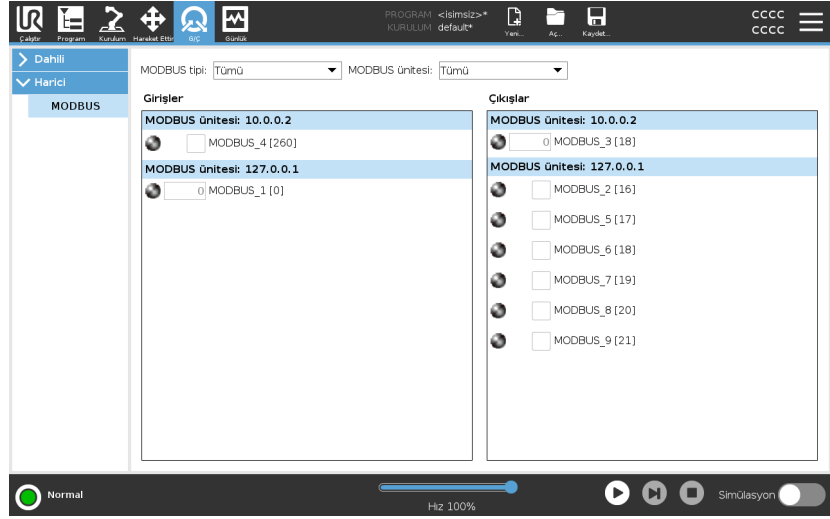 PROGRAM <isimsiz>*
KURULUM default*
CCCC
CCCC
Çalıştır Program Kurulum Hareket Ettir G/Ç Günlük Yeni... Aç... Kaydet...
Dahili
Harici
MODBUS
MODBUS tipi: Tümü MODBUS ünitesi: Tümü
Girişler
MODBUS ünitesi: 10.0.0.2
MODBUS_4 [260]
MODBUS ünitesi: 127.0.0.1
0 MODBUS_1 [0]
Çıkışlar
MODBUS ünitesi: 10.0.0.2
0 MODBUS_3 [18]
MODBUS ünitesi: 127.0.0.1
MODBUS_2 [16]
MODBUS_5 [17]
MODBUS_6 [18]
MODBUS_7 [19]
MODBUS_8 [20]
MODBUS_9 [21]
Normal
Hız 100%
Simülasyon